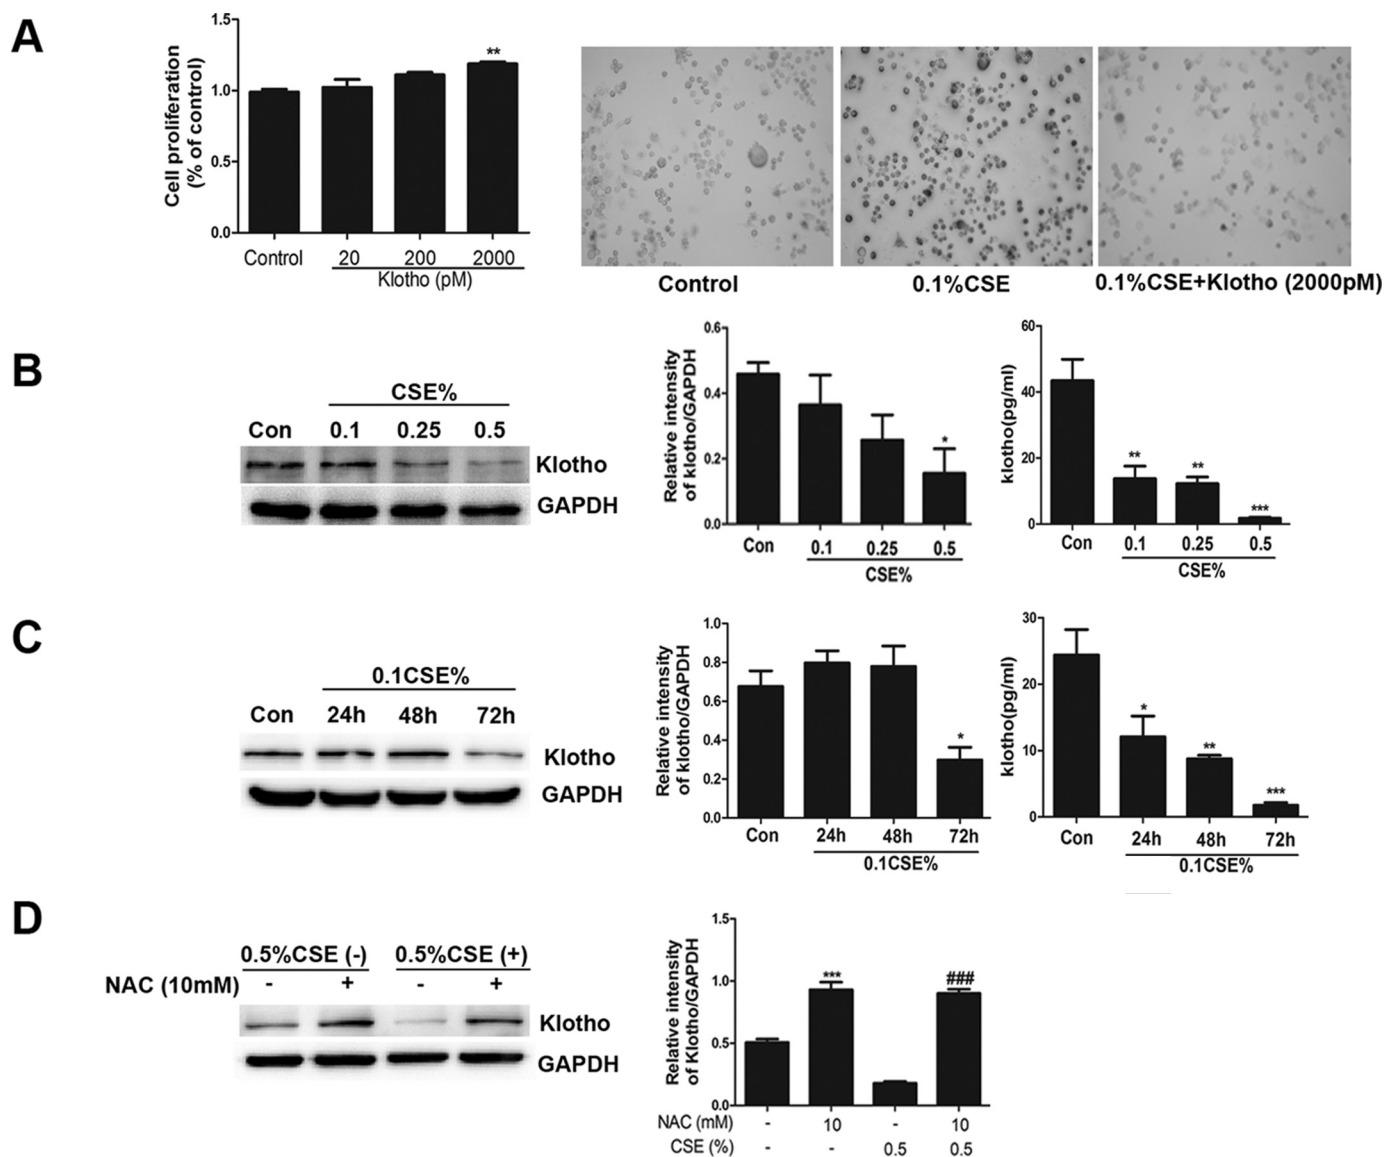 A
Cell proliferation
(% of control)
1.5
1.0
0.5
0.0
**
Control 20 200 2000
Klotho (pM)
Control
0.1%CSE
0.1%CSE+Klotho (2000pM)
B
CSE%
Con 0.1 0.25 0.5
Klotho
GAPDH
Relative intensity
of klotho/GAPDH
0.6
0.4
0.2
0.0
*
Con 0.1 0.25 0.5
CSE%
klotho(pg/ml)
60
40
20
0
** ** ***
Con 0.1 0.25 0.5
CSE%
C
0.1CSE%
Con 24h 48h 72h
Klotho
GAPDH
Relative intensity
of klotho/GAPDH
1.0
0.8
0.6
0.4
0.2
0.0
*
Con 24h 48h 72h
0.1CSE%
klotho(pg/ml)
30
20
10
0
* ** ***
Con 24h 48h 72h
0.1CSE%
D
0.5%CSE (-) 0.5%CSE (+)
NAC (10mM) - + - +
Klotho
GAPDH
Relative intensity
of Klotho/GAPDH
1.5
1.0
0.5
0.0
*** ###
NAC (mM) - 10 - 10
CSE (%) - - 0.5 0.5